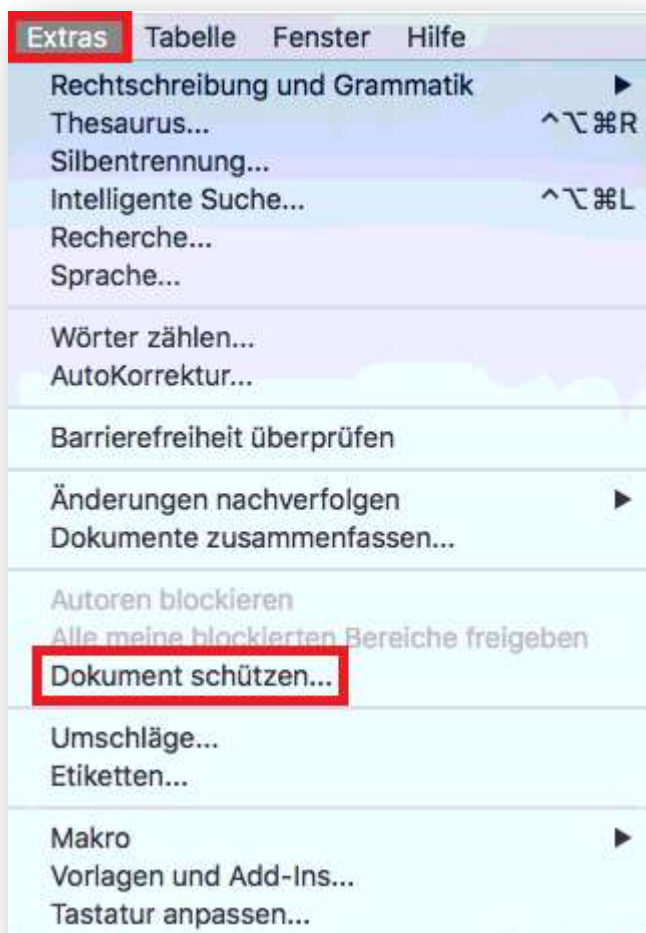 Extras Tabelle Fenster Hilfe
Rechtschreibung und Grammatik ▶
Thesaurus... ^⌥⌘R
Silbentrennung...
Intelligente Suche... ^⌥⌘L
Recherche...
Sprache...
Wörter zählen...
AutoKorrektur...
Barrierefreiheit überprüfen
Änderungen nachverfolgen ▶
Dokumente zusammenfassen...
Autoren blockieren
Alle meine blockierten Bereiche freigeben
Dokument schützen...
Umschläge...
Etiketten...
Makro ▶
Vorlagen und Add-Ins...
Tastatur anpassen...